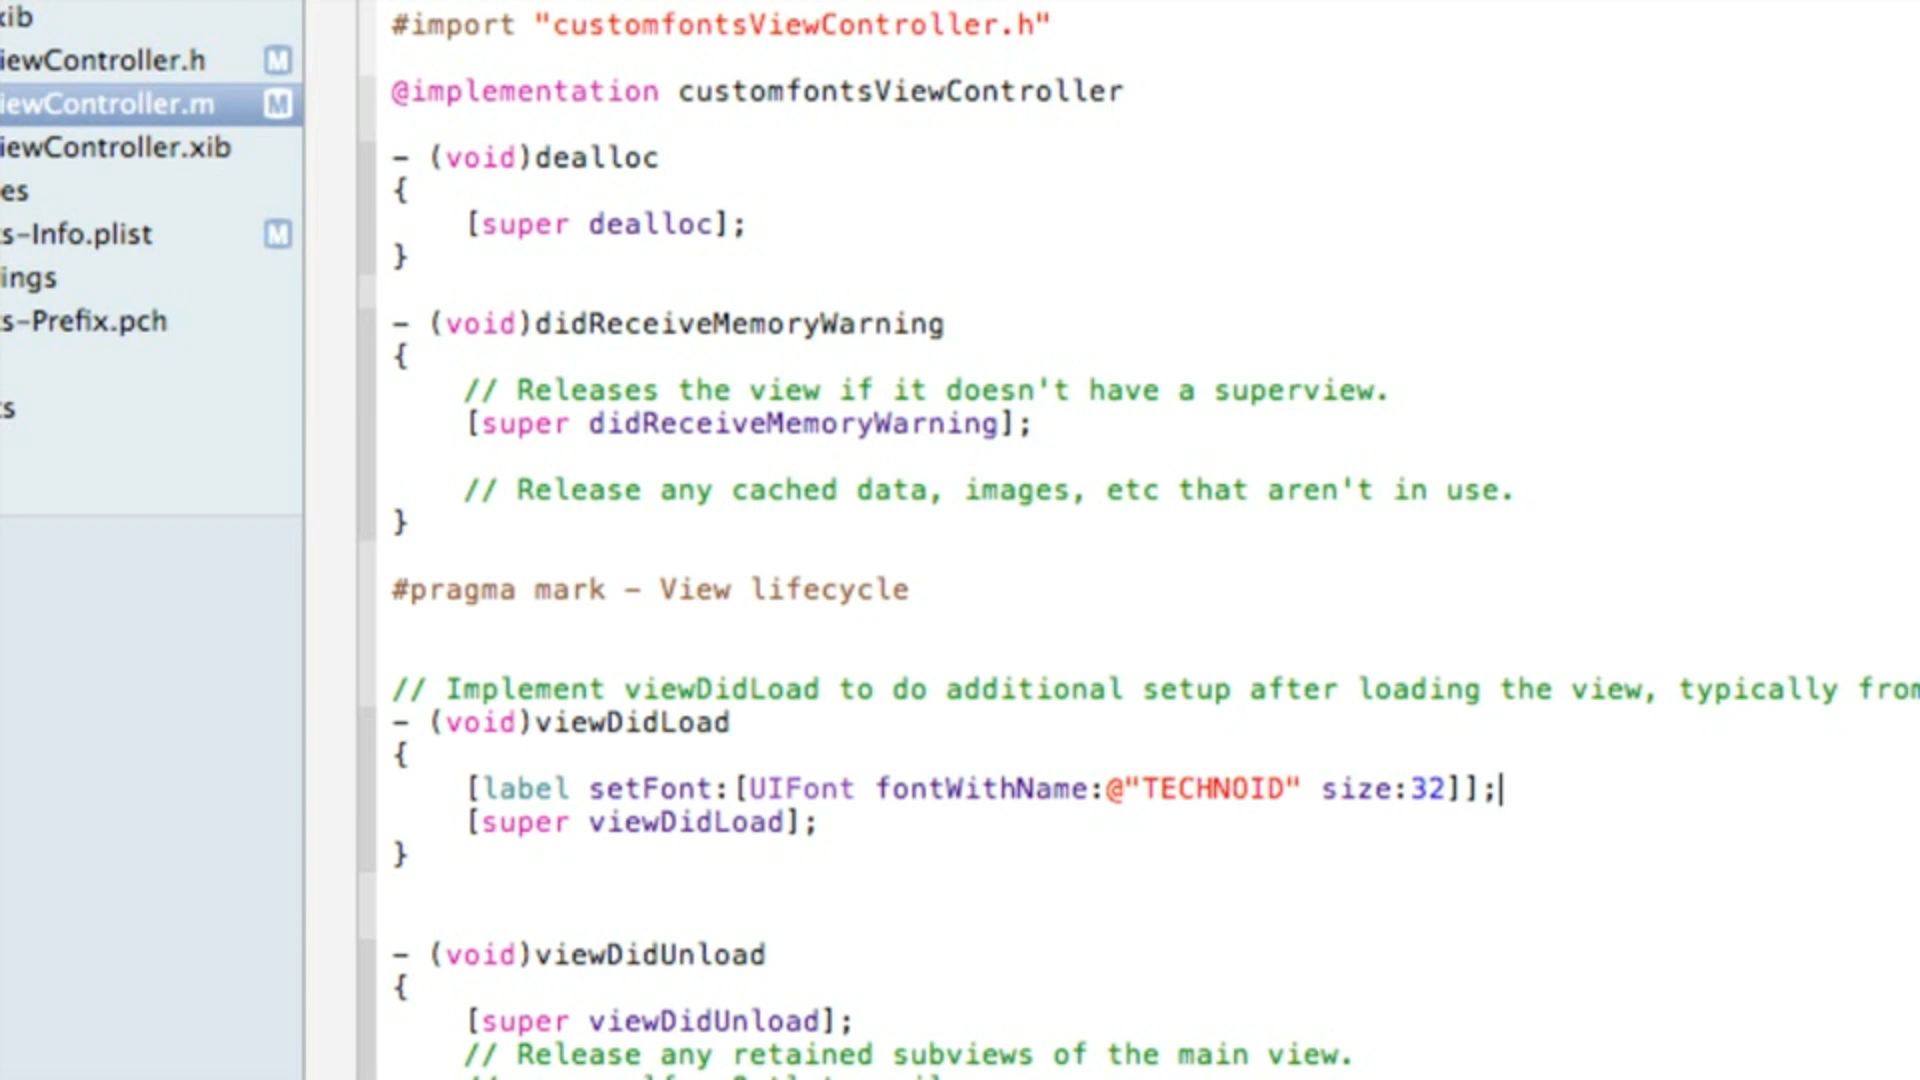 xib
iewController.h M
iewController.m M
iewController.xib
es
s-Info.plist M
ings
s-Prefix.pch
s
#import "customfontsViewController.h"
@implementation customfontsViewController
- (void)dealloc
{
[super dealloc];
}
- (void)didReceiveMemoryWarning
{
// Releases the view if it doesn't have a superview.
[super didReceiveMemoryWarning];
// Release any cached data, images, etc that aren't in use.
}
#pragma mark - View lifecycle
// Implement viewDidLoad to do additional setup after loading the view, typically from
- (void)viewDidLoad
{
[label setFont:[UIFont fontWithName:@"TECHNOID" size:32]];
[super viewDidLoad];
}
- (void)viewDidUnload
{
[super viewDidUnload];
// Release any retained subviews of the main view.